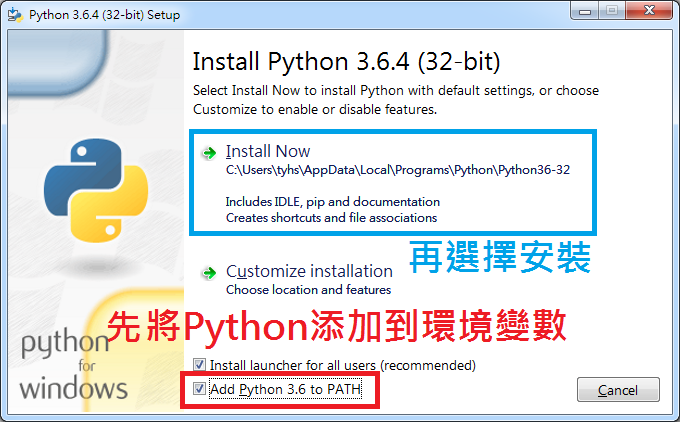 Python 3.6.4 (32-bit) Setup
Install Python 3.6.4 (32-bit)
Select Install Now to install Python with default settings, or choose
Customize to enable or disable features.
Install Now
C:\Users\tyhs\AppData\Local\Programs\Python\Python36-32
Includes IDLE, pip and documentation
Creates shortcuts and file associations
再選擇安裝
Customize installation
Choose location and features
先將Python添加到環境變數
python
for
windows
Install launcher for all users (recommended)
Add Python 3.6 to PATH
Cancel